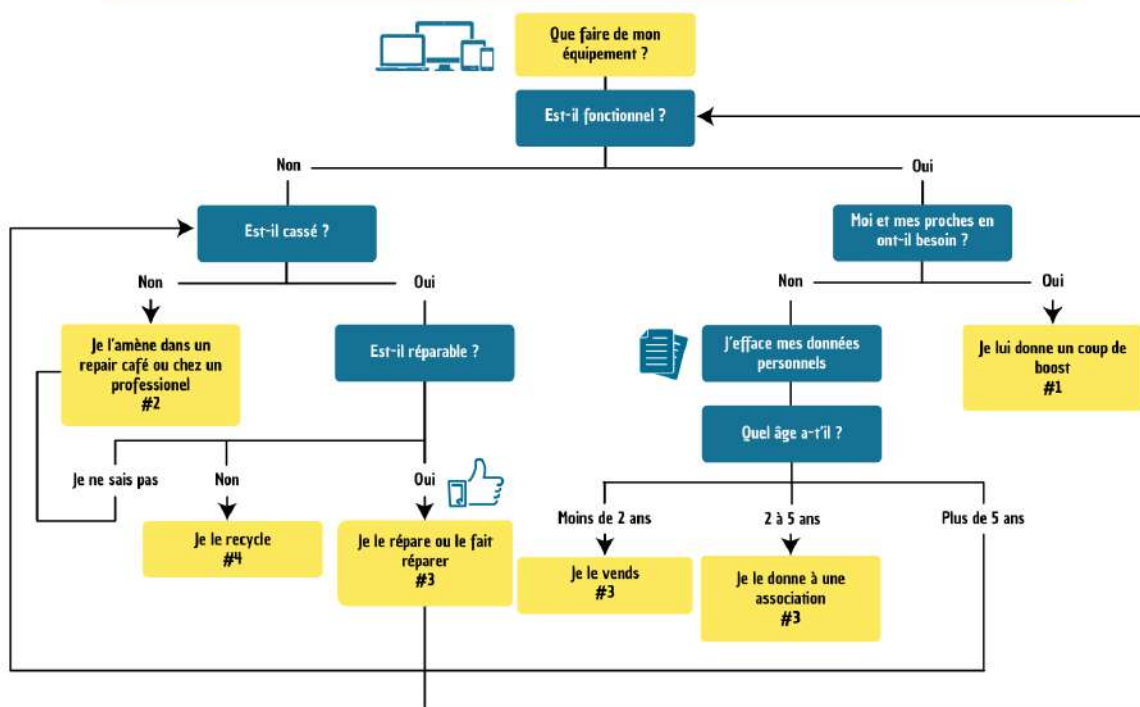 Que faire de mon
équipement ?
Est-il fonctionnel ?
Non
Oui
Est-il cassé ?
Moi et mes proches en
ont-il besoin ?
Non
Oui
Non
Oui
Je l'amène dans un
repair café ou chez un
professionel
#2
Est-il réparable ?
J'efface mes données
personnels
Je lui donne un coup de
boost
#1
Quel âge a-t'il ?
Je ne sais pas
Non
Oui
Moins de 2 ans
2 à 5 ans
Plus de 5 ans
Je le recycle
#4
Je le répare ou le fait
réparer
#3
Je le vends
#3
Je le donne à une
association
#3